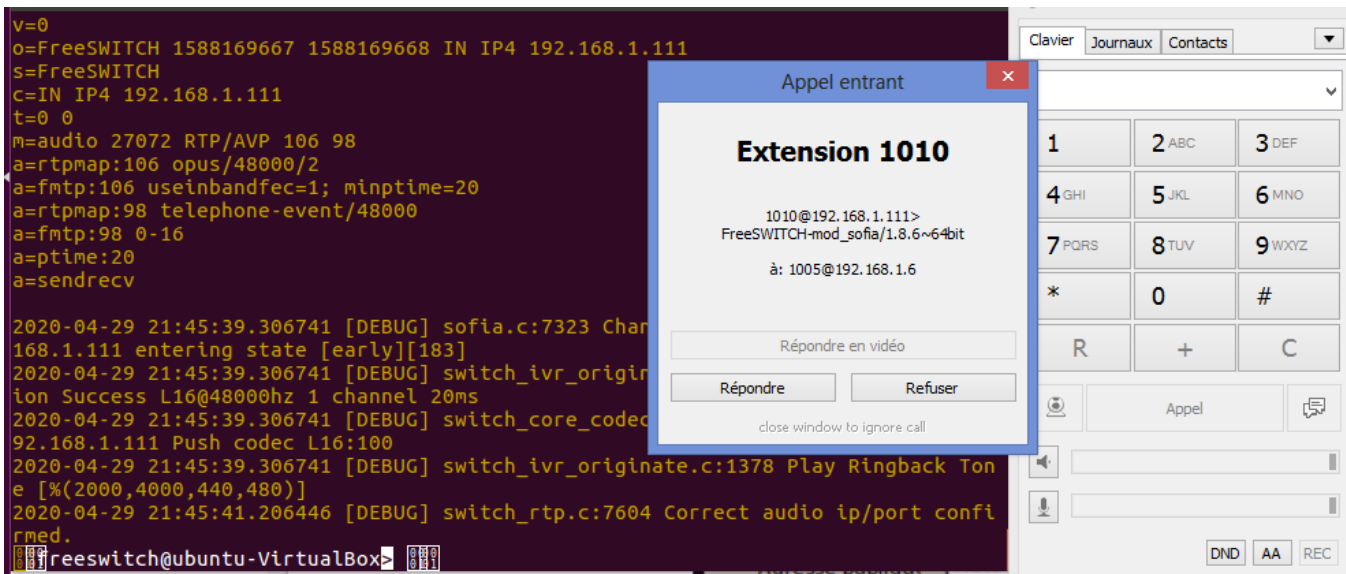 v=0
o=FreeSWITCH 1588169667 1588169668 IN IP4 192.168.1.111
s=FreeSWITCH
c=IN IP4 192.168.1.111
t=0 0
m=audio 27072 RTP/AVP 106 98
a=rtpmap:106 opus/48000/2
a=fmtp:106 useinbandfec=1; minptime=20
a=rtpmap:98 telephone-event/48000
a=fmtp:98 0-16
a=ptime:20
a=sendrecv
2020-04-29 21:45:39.306741 [DEBUG] sofia.c:7323 Chan
168.1.111 entering state [early][183]
2020-04-29 21:45:39.306741 [DEBUG] switch_ivr_origin
ion Success L16@48000hz 1 channel 20ms
2020-04-29 21:45:39.306741 [DEBUG] switch_core_codec
92.168.1.111 Push codec L16:100
2020-04-29 21:45:39.306741 [DEBUG] switch_ivr_originate.c:1378 Play Ringback Ton
e [%(2000,4000,440,480)]
2020-04-29 21:45:41.206446 [DEBUG] switch_rtp.c:7604 Correct audio ip/port confi
rmed.
freeswitch@ubuntu-VirtualBox>
Appel entrant
Extension 1010
1010@192.168.1.111>
FreeSWITCH-mod_sofia/1.8.6~64bit
à: 1005@192.168.1.6
Répondre en vidéo
Répondre Refuser
close window to ignore call
Clavier Journaux Contacts
1 2 ABC 3 DEF
4 GHI 5 JKL 6 MNO
7 PQRS 8 TUV 9 WXYZ
* 0 #
R + C
Appel
DND AA REC